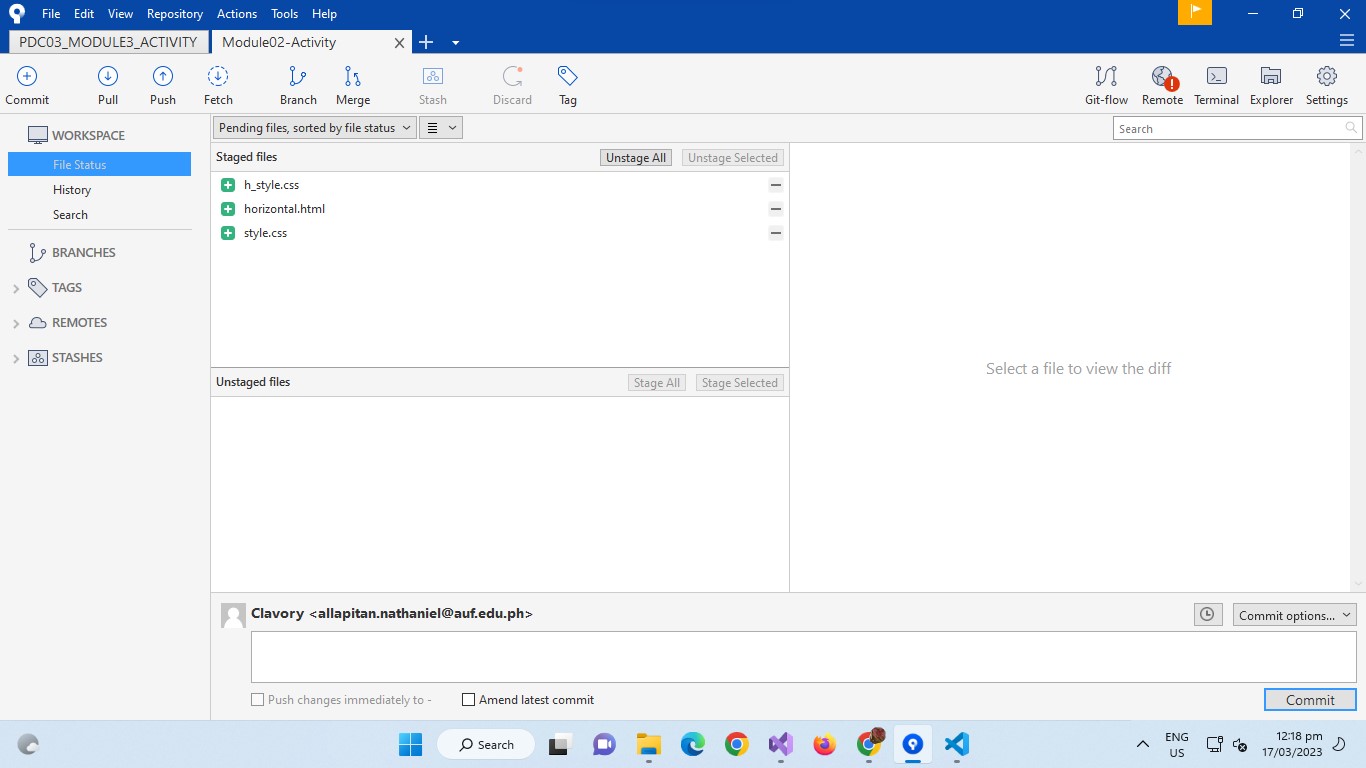 File Edit View Repository Actions Tools Help
PDC03_MODULE3_ACTIVITY Module02-Activity
Commit Pull Push Fetch Branch Merge Stash Discard Tag Git-flow Remote Terminal Explorer Settings
WORKSPACE
File Status
History
Search
BRANCHES
TAGS
REMOTES
STASHES
Pending files, sorted by file status
Search
Staged files Unstage All Unstage Selected
h_style.css
horizontal.html
style.css
Unstaged files Stage All Stage Selected
Select a file to view the diff
Clavory <allapitan.nathaniel@auf.edu.ph>
Commit options...
Push changes immediately to -
Amend latest commit
Commit
Search
ENG
US
12:18 pm
17/03/2023